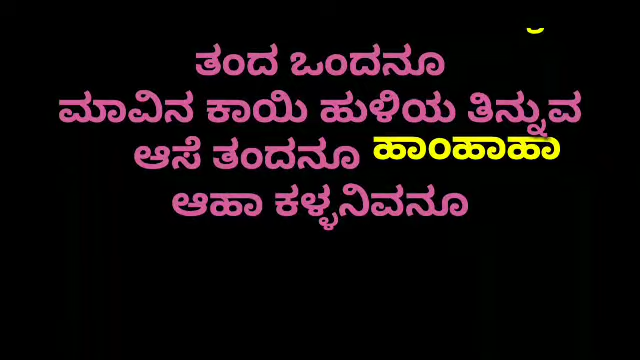 ತಂದ ಒಂದನೂ
ಮಾವಿನ ಕಾಯಿ ಹುಳಿಯ ತಿನ್ನುವ
ಆಸೆ ತಂದನೂ ಹಾಂಹಾಹಾ
ಆಹಾ ಕಳ್ಳನಿವನೂ